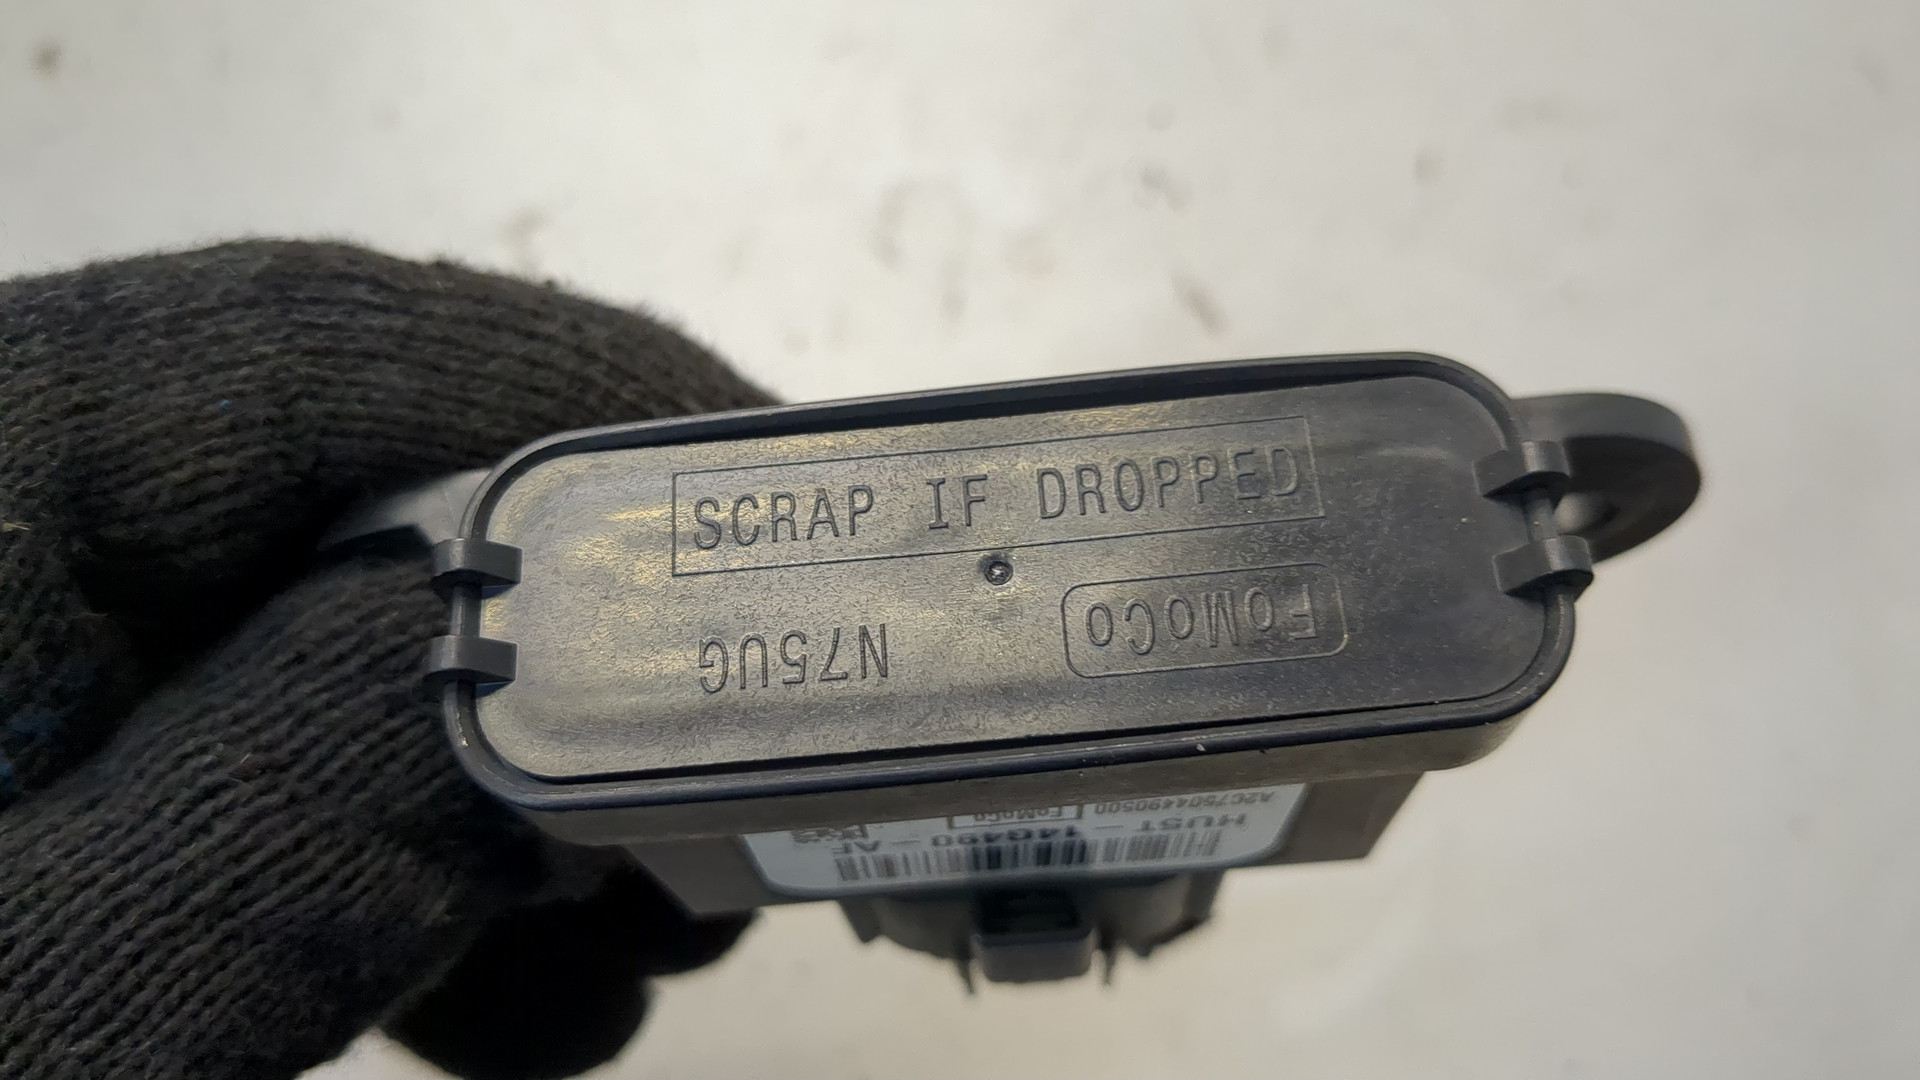 SCRAP IF DROPPED
FoMoCo
N75UG
A2C7504490500
FoMoCo
HU5T-14G490-AF